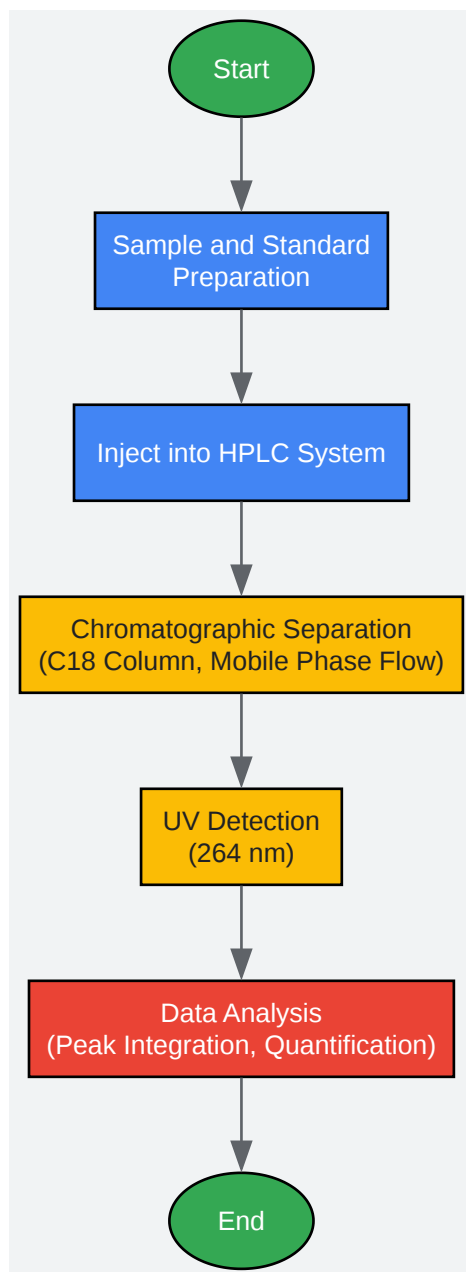 Start
Sample and Standard
Preparation
Inject into HPLC System
Chromatographic Separation
(C18 Column, Mobile Phase Flow)
UV Detection
(264 nm)
Data Analysis
(Peak Integration, Quantification)
End